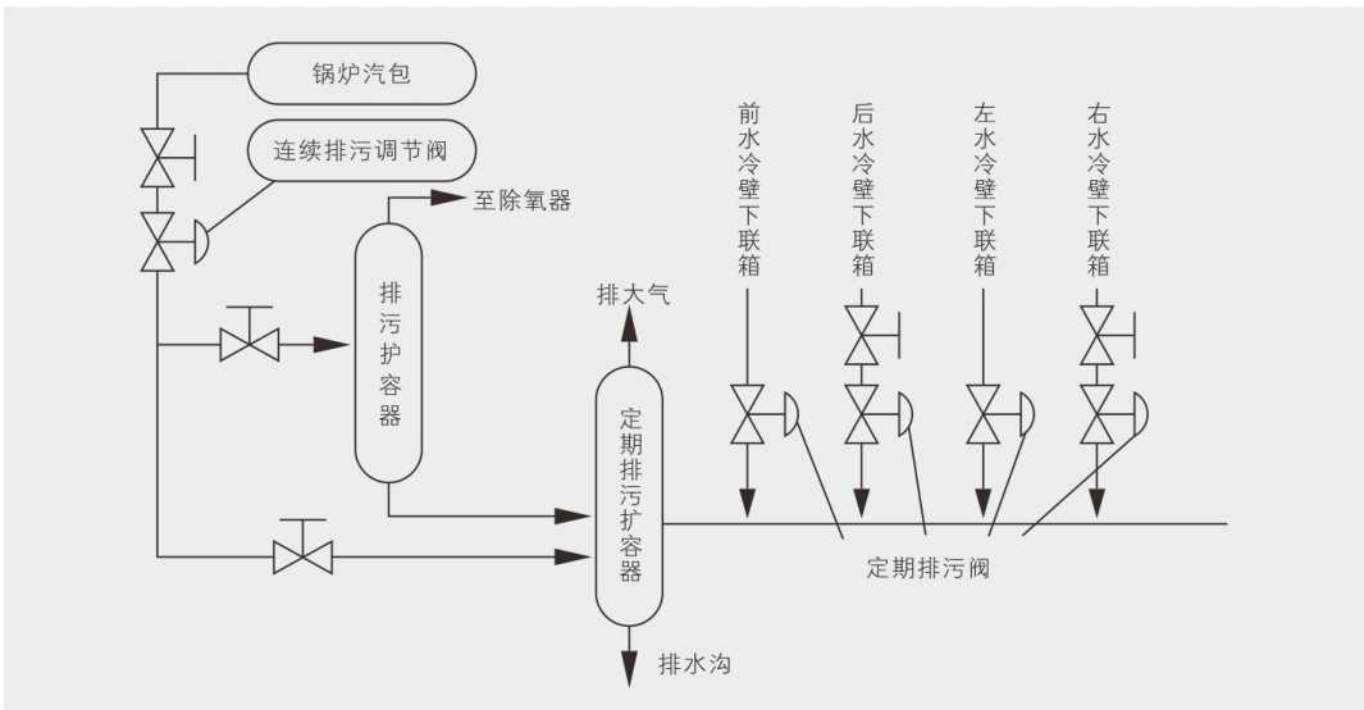 锅炉汽包
连续排污调节阀
至除氧器
排污护容器
排大气
定期排污扩容器
排水沟
前水冷壁下联箱
后水冷壁下联箱
左水冷壁下联箱
右水冷壁下联箱
定期排污阀